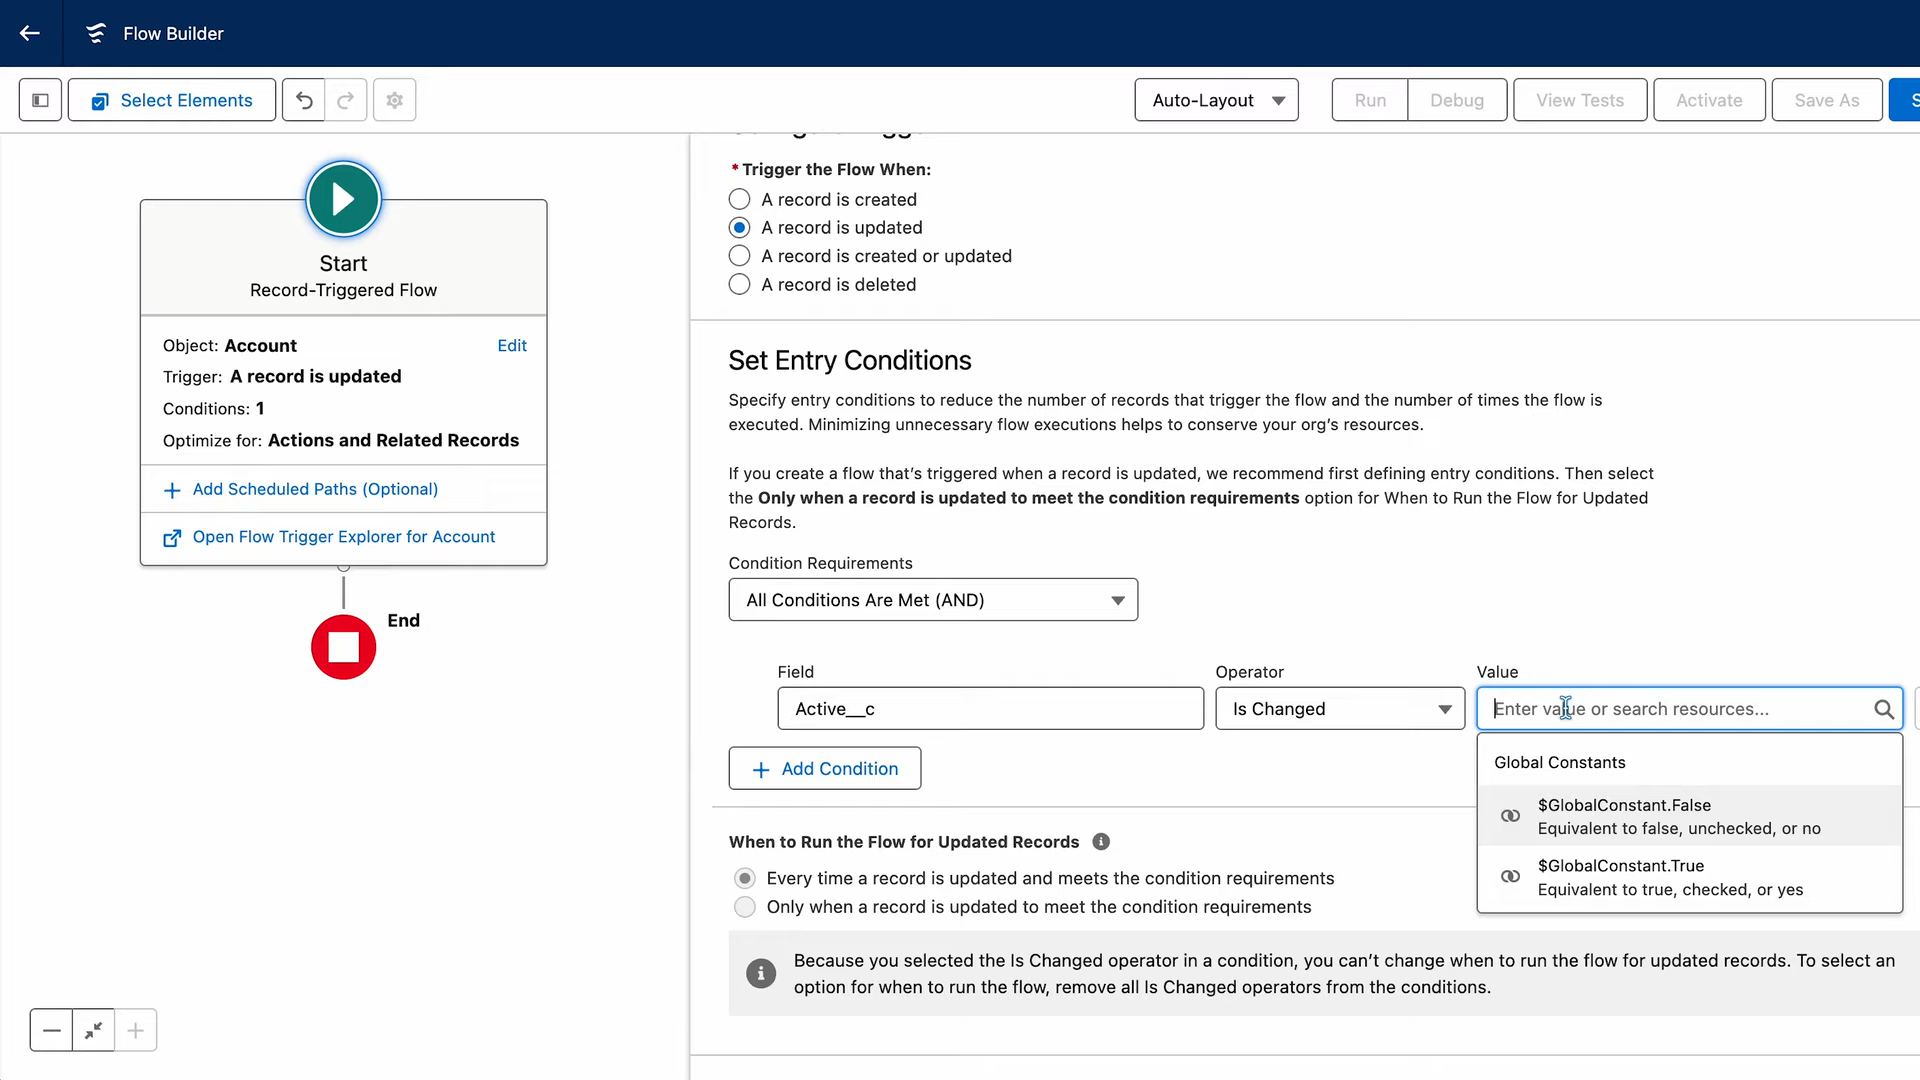 Flow Builder
Select Elements
Auto-Layout
Run
Debug
View Tests
Activate
Save As
Start
Record-Triggered Flow
Object: Account
Edit
Trigger: A record is updated
Conditions: 1
Optimize for: Actions and Related Records
Add Scheduled Paths (Optional)
Open Flow Trigger Explorer for Account
End
* Trigger the Flow When:
A record is created
A record is updated
A record is created or updated
A record is deleted
Set Entry Conditions
Specify entry conditions to reduce the number of records that trigger the flow and the number of times the flow is
executed. Minimizing unnecessary flow executions helps to conserve your org's resources.
If you create a flow that's triggered when a record is updated, we recommend first defining entry conditions. Then select
the Only when a record is updated to meet the condition requirements option for When to Run the Flow for Updated
Records.
Condition Requirements
All Conditions Are Met (AND)
Field
Operator
Value
Active__c
Is Changed
Enter value or search resources...
Add Condition
Global Constants
$GlobalConstant.False
Equivalent to false, unchecked, or no
$GlobalConstant.True
Equivalent to true, checked, or yes
When to Run the Flow for Updated Records
Every time a record is updated and meets the condition requirements
Only when a record is updated to meet the condition requirements
Because you selected the Is Changed operator in a condition, you can't change when to run the flow for updated records. To select an
option for when to run the flow, remove all Is Changed operators from the conditions.